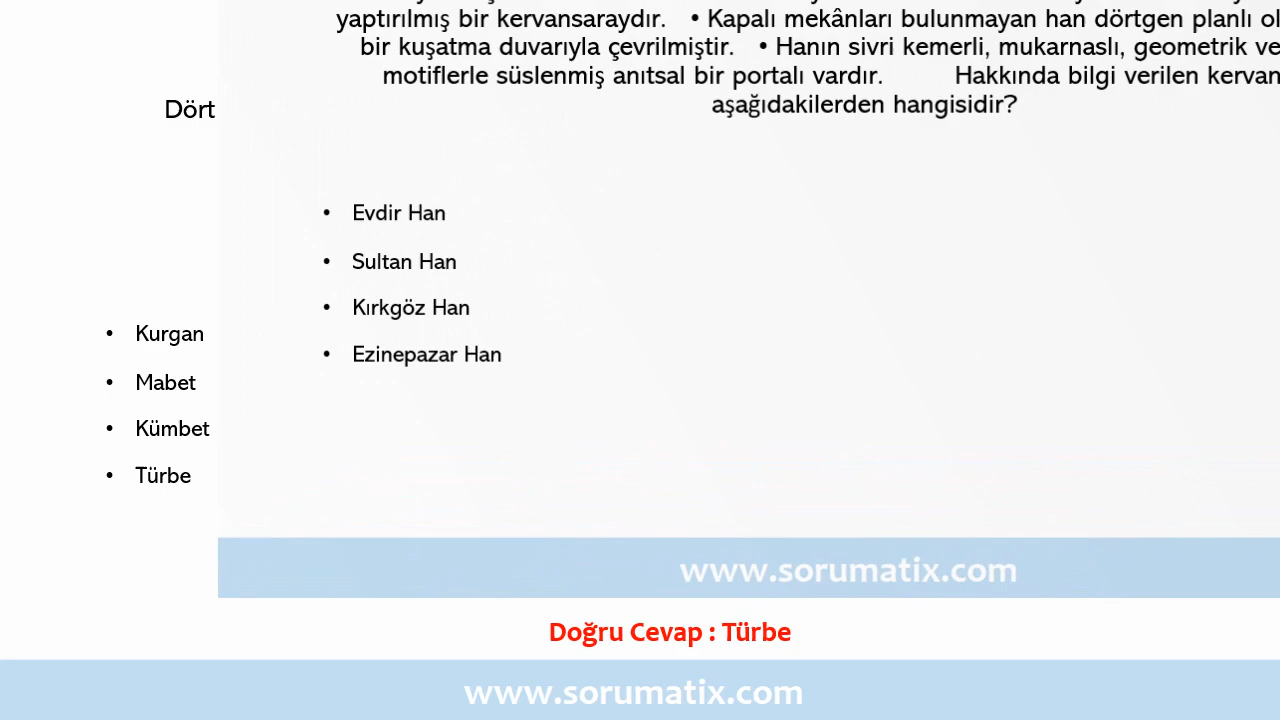 yaptırılmış bir kervansaraydır. • Kapalı mekânları bulunmayan han dörtgen planlı ol
bir kuşatma duvarıyla çevrilmiştir. • Hanın sivri kemerli, mukarnaslı, geometrik ve
motiflerle süslenmiş anıtsal bir portalı vardır. Hakkında bilgi verilen kervan
aşağıdakilerden hangisidir?
Dört
• Evdir Han
• Sultan Han
• Kırkgöz Han
• Ezinepazar Han
• Kurgan
• Mabet
• Kümbet
• Türbe
www.sorumatix.com
Doğru Cevap : Türbe
www.sorumatix.com